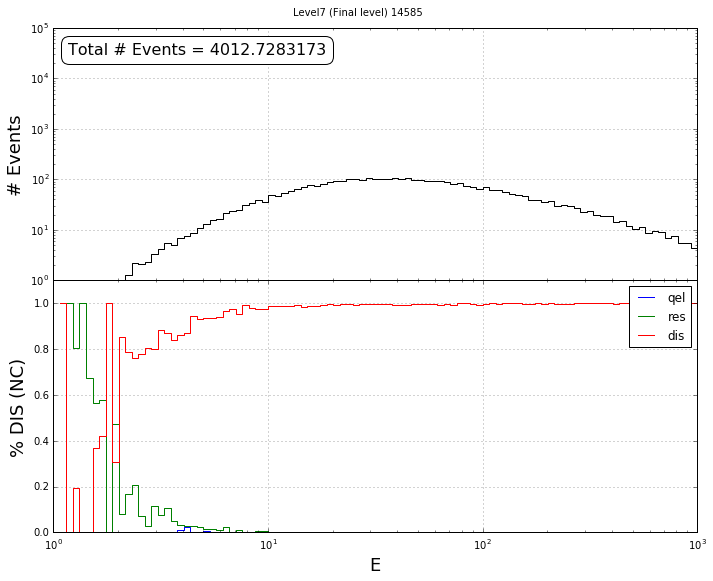 Level7 (Final level) 14585
10^5
Total # Events = 4012.7283173
10^4
10^3
# Events
10^2
10^1
10^0
1.0
qel
res
dis
0.8
0.6
% DIS (NC)
0.4
0.2
0.0
10^0
10^1
10^2
10^3
E